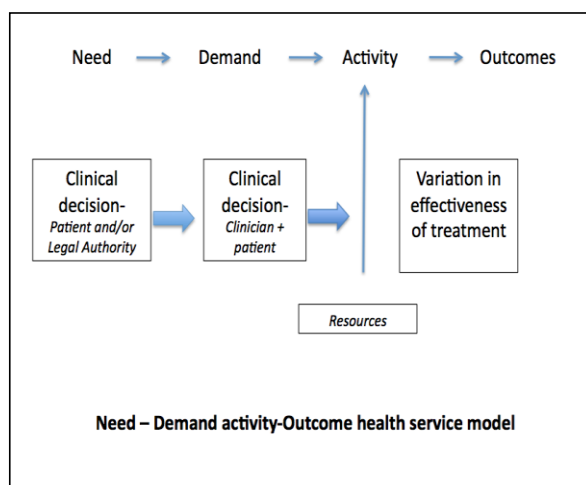 Need Demand Activity Outcomes
Clinical
decision-
Patient and/or
Legal Authority
Clinical
decision-
Clinician +
patient
Variation in
effectiveness
of treatment
Resources
Need – Demand activity-Outcome health service model